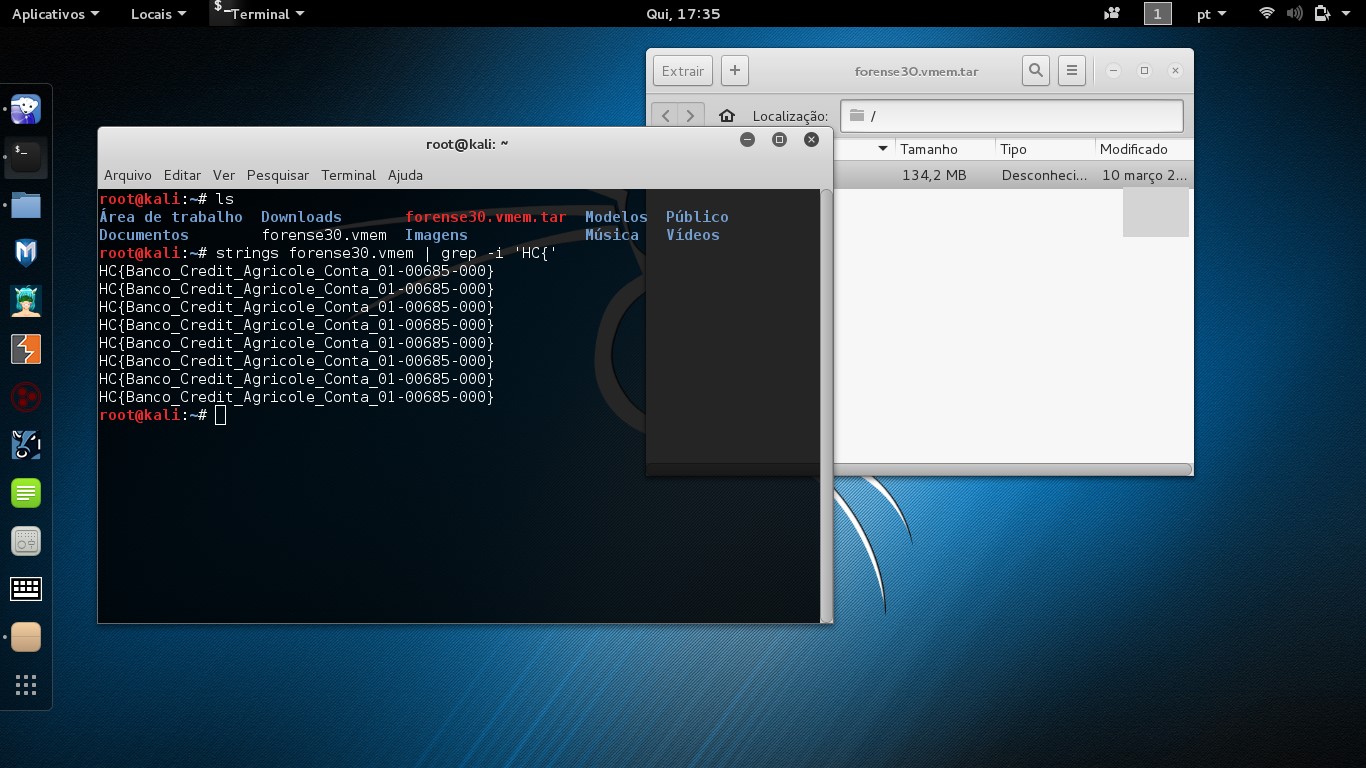 Aplicativos Locais Terminal Qui, 17:35 1 pt
Extrair + forense30.vmem.tar
Localização: /
Tamanho Tipo Modificado
134,2 MB Desconheci... 10 março 2...
root@kali: ~
Arquivo Editar Ver Pesquisar Terminal Ajuda
root@kali:~# ls
Área de trabalho Downloads forense30.vmem.tar Modelos Público
Documentos forense30.vmem Imagens Música Vídeos
root@kali:~# strings forense30.vmem | grep -i 'HC{'
HC{Banco_Credit_Agricole_Conta_01-00685-000}
HC{Banco_Credit_Agricole_Conta_01-00685-000}
HC{Banco_Credit_Agricole_Conta_01-00685-000}
HC{Banco_Credit_Agricole_Conta_01-00685-000}
HC{Banco_Credit_Agricole_Conta_01-00685-000}
HC{Banco_Credit_Agricole_Conta_01-00685-000}
HC{Banco_Credit_Agricole_Conta_01-00685-000}
HC{Banco_Credit_Agricole_Conta_01-00685-000}
root@kali:~#